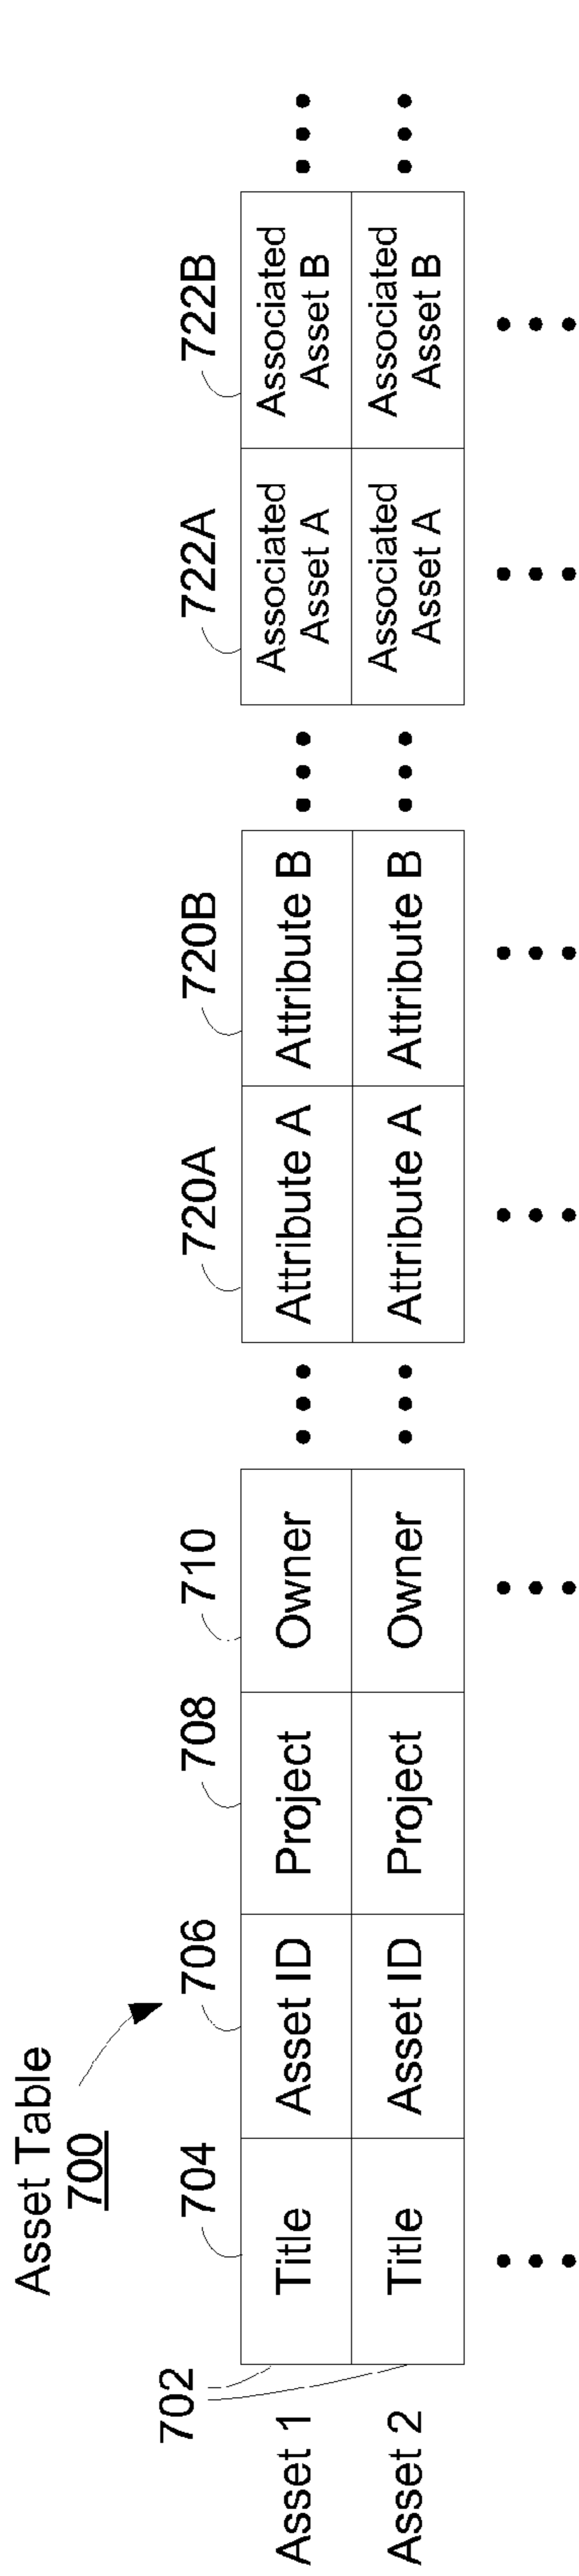 Asset Table
700
702
704
706
708
710
720A
720B
722A
722B
Asset 1
Title
Asset ID
Project
Owner
Attribute A
Attribute B
Associated
Asset A
Associated
Asset B
Asset 2
Title
Asset ID
Project
Owner
Attribute A
Attribute B
Associated
Asset A
Associated
Asset B